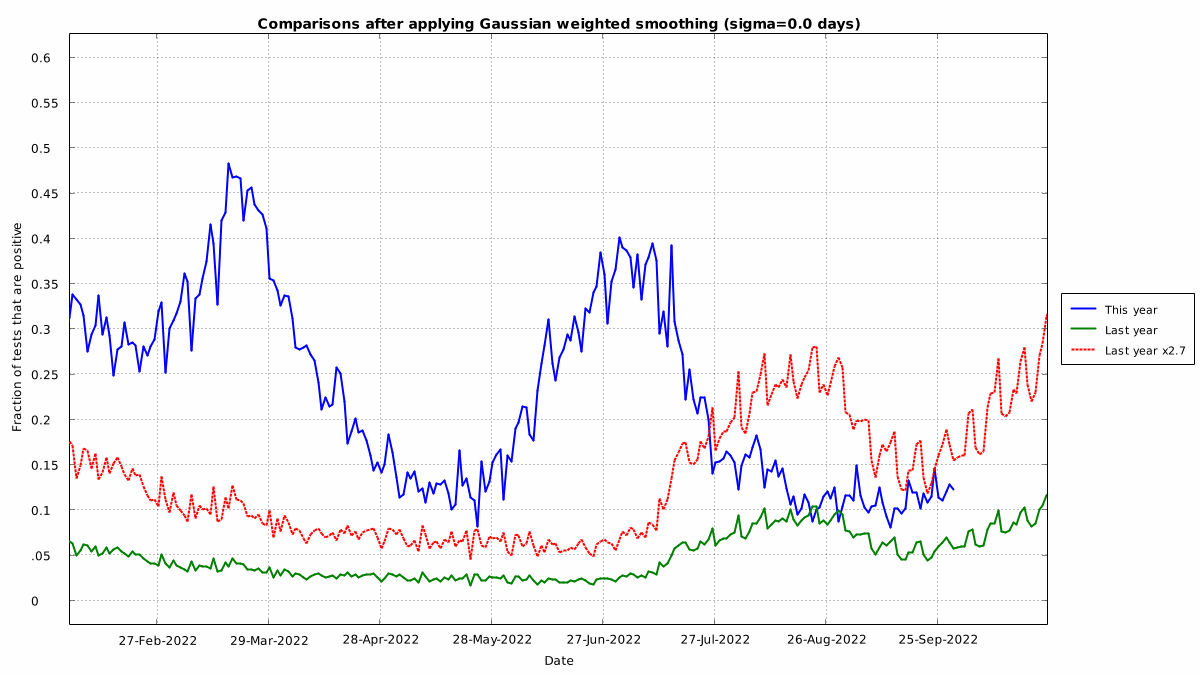 Comparisons after applying Gaussian weighted smoothing (sigma=0.0 days)
0.6
0.55
0.5
0.45
0.4
0.35
0.3
0.25
0.2
0.15
0.1
.05
0
Fraction of tests that are positive
27-Feb-2022
29-Mar-2022
28-Apr-2022
28-May-2022
27-Jun-2022
27-Jul-2022
26-Aug-2022
25-Sep-2022
Date
This year
Last year
Last year x2.7